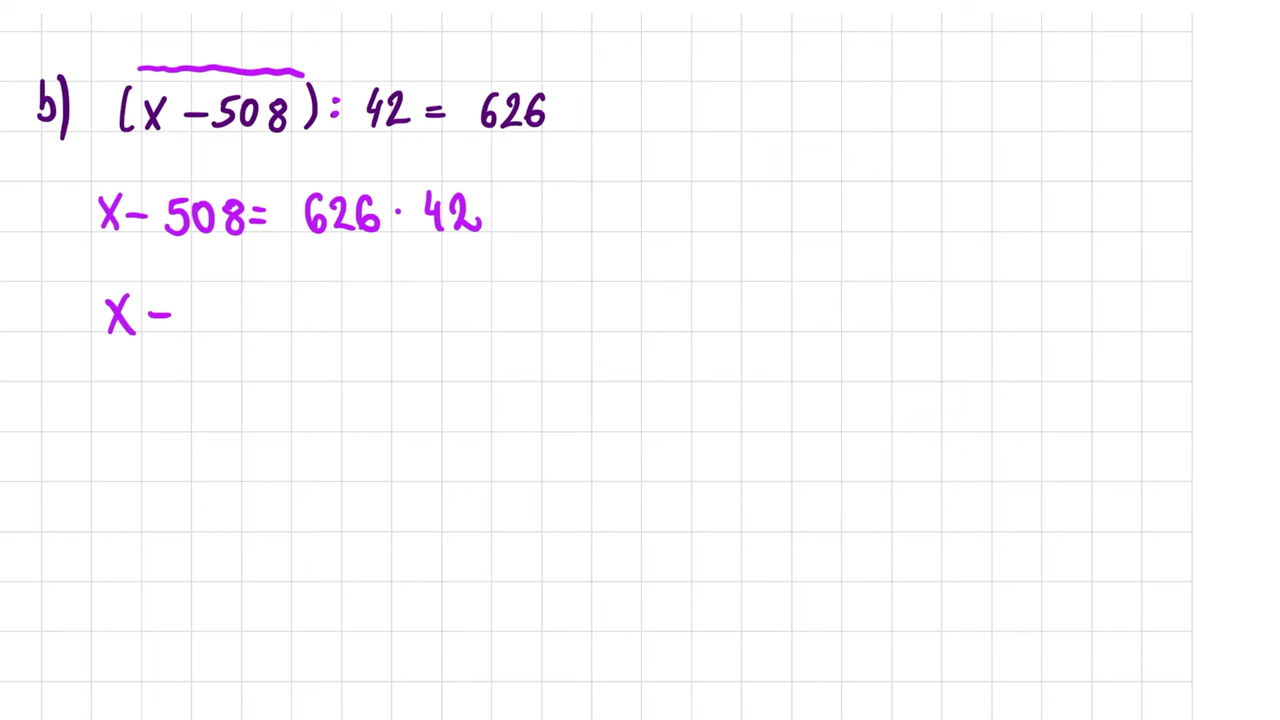 b) (x - 508) : 42 = 626
x - 508 = 626 · 42
x -